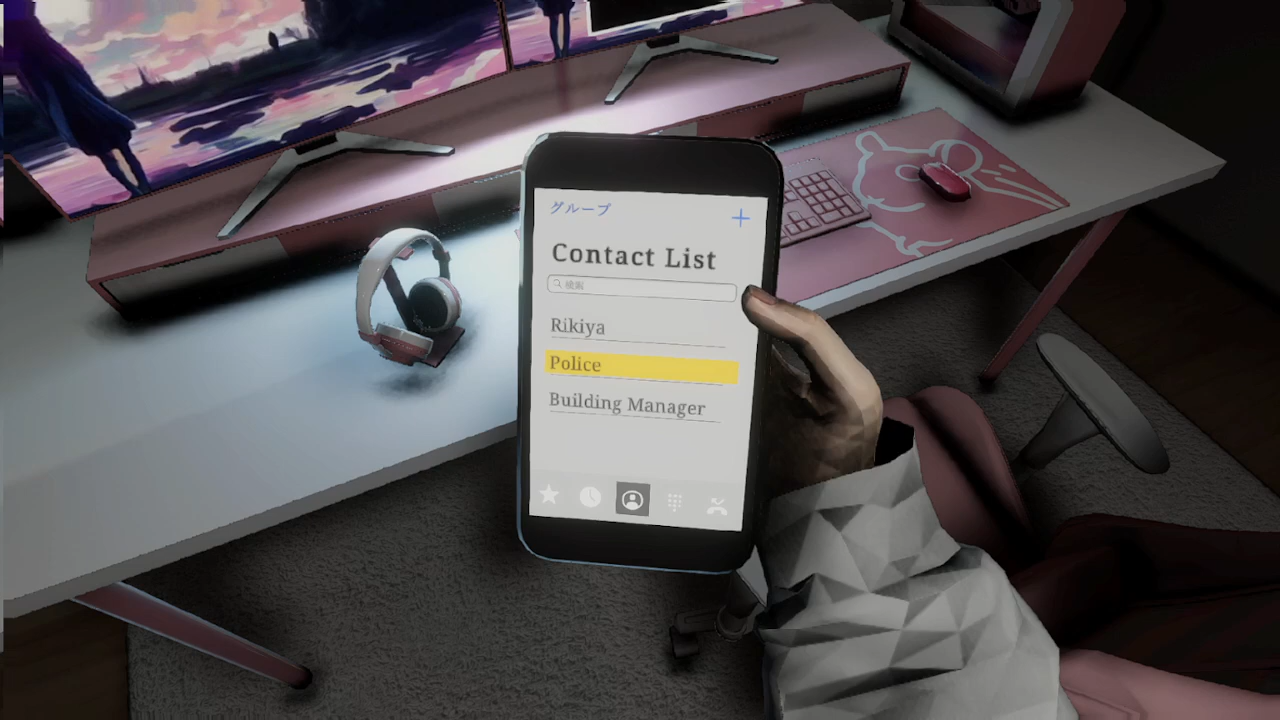 グループ
Contact List
検索
Rikiya
Police
Building Manager